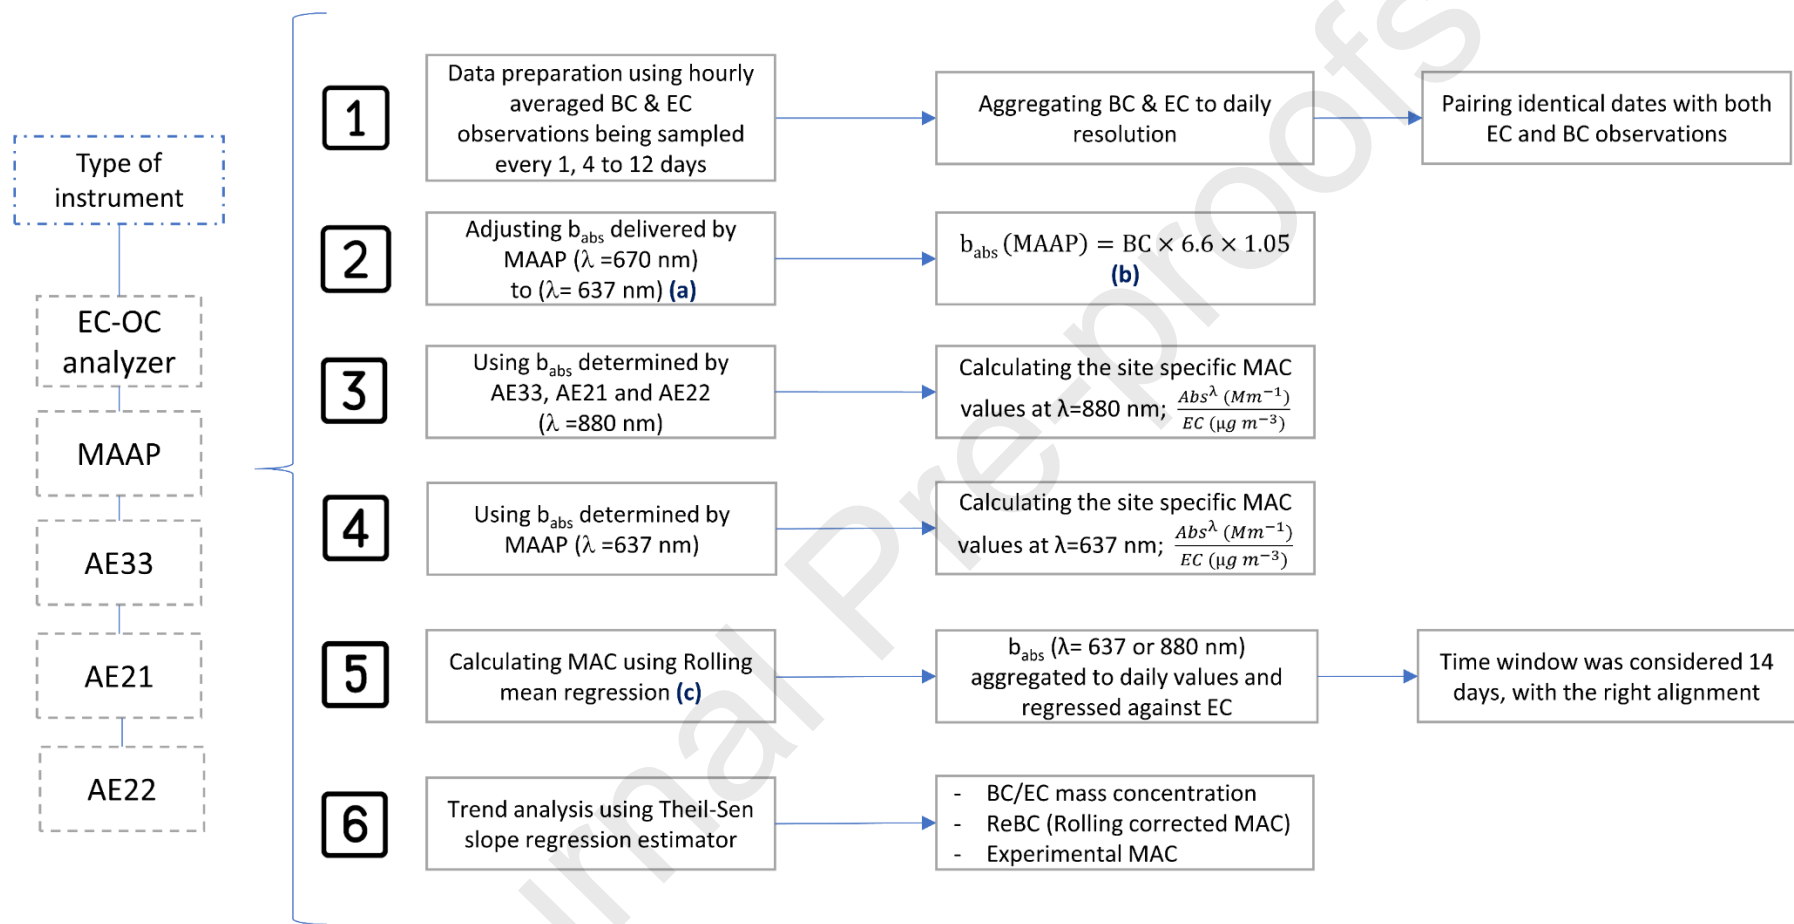 Type of
instrument
EC-OC
analyzer
MAAP
AE33
AE21
AE22
1
Data preparation using hourly
averaged BC & EC
observations being sampled
every 1, 4 to 12 days
Aggregating BC & EC to daily
resolution
Pairing identical dates with both
EC and BC observations
2
Adjusting b_abs delivered by
MAAP (λ =670 nm)
to (λ= 637 nm) (a)
b_abs (MAAP) = BC × 6.6 × 1.05
(b)
3
Using b_abs determined by
AE33, AE21 and AE22
(λ =880 nm)
Calculating the site specific MAC
values at λ=880 nm; Abs^λ (Mm^−1) / EC (μg m^−3)
4
Using b_abs determined by
MAAP (λ =637 nm)
Calculating the site specific MAC
values at λ=637 nm; Abs^λ (Mm^−1) / EC (μg m^−3)
5
Calculating MAC using Rolling
mean regression (c)
b_abs (λ= 637 or 880 nm)
aggregated to daily values and
regressed against EC
Time window was considered 14
days, with the right alignment
6
Trend analysis using Theil-Sen
slope regression estimator
- BC/EC mass concentration
- ReBC (Rolling corrected MAC)
- Experimental MAC
urnal Pre-proofs